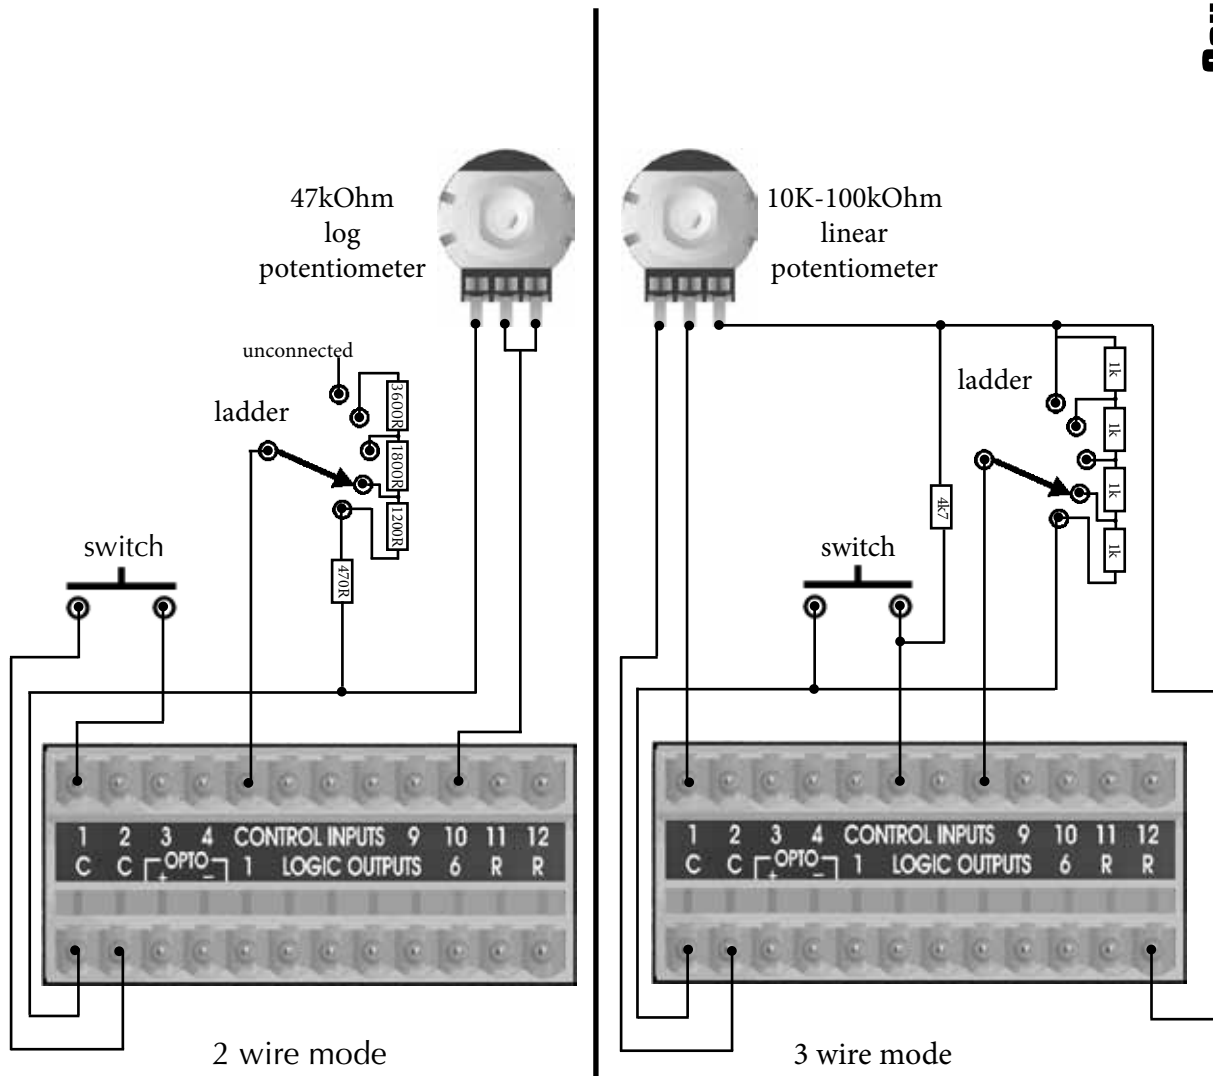 47kOhm
log
potentiometer
unconnected
ladder
3600R
1800R
1200R
470R
switch
1 2 3 4 CONTROL INPUTS 9 10 11 12
C C OPTO 1 LOGIC OUTPUTS 6 R R
+ −
2 wire mode
10K-100kOhm
linear
potentiometer
ladder
1k
1k
1k
1k
4k7
switch
1 2 3 4 CONTROL INPUTS 9 10 11 12
C C OPTO 1 LOGIC OUTPUTS 6 R R
+ −
3 wire mode